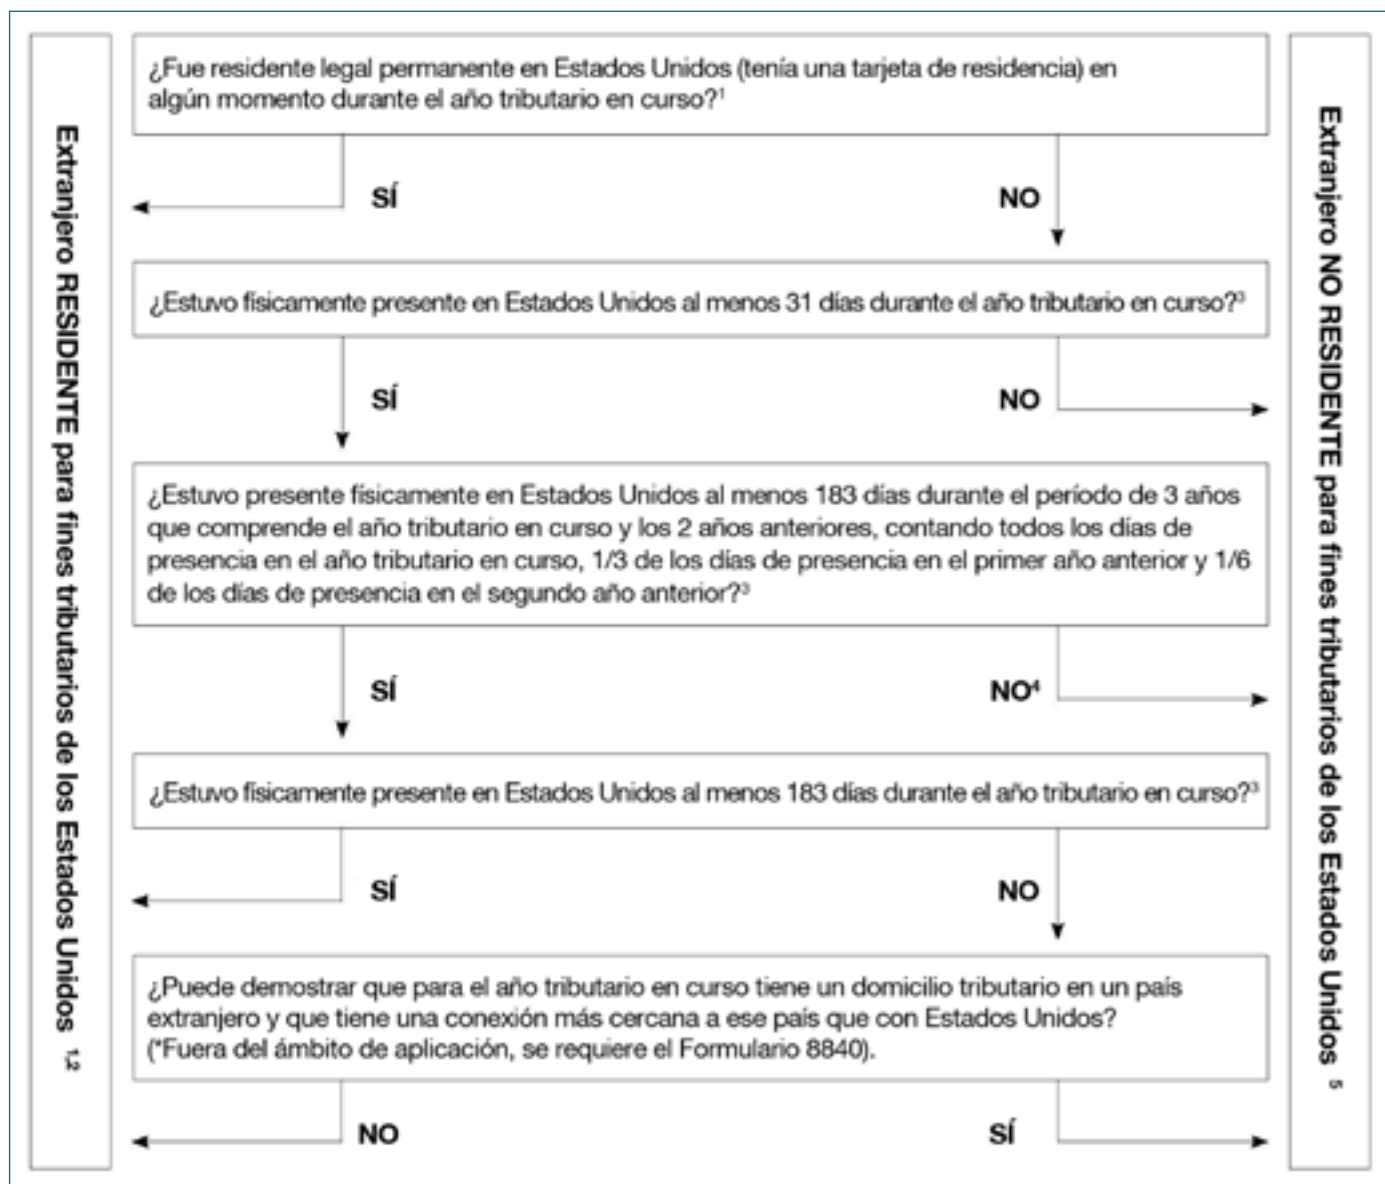 Extranjero RESIDENTE para fines tributarios de los Estados Unidos 1,2
¿Fue residente legal permanente en Estados Unidos (tenía una tarjeta de residencia) en
algún momento durante el año tributario en curso?¹
SÍ
NO
¿Estuvo físicamente presente en Estados Unidos al menos 31 días durante el año tributario en curso?³
SÍ
NO
¿Estuvo presente físicamente en Estados Unidos al menos 183 días durante el período de 3 años
que comprende el año tributario en curso y los 2 años anteriores, contando todos los días de
presencia en el año tributario en curso, 1/3 de los días de presencia en el primer año anterior y 1/6
de los días de presencia en el segundo año anterior?³
SÍ
NO⁴
¿Estuvo físicamente presente en Estados Unidos al menos 183 días durante el año tributario en curso?³
SÍ
NO
¿Puede demostrar que para el año tributario en curso tiene un domicilio tributario en un país
extranjero y que tiene una conexión más cercana a ese país que con Estados Unidos?
(*Fuera del ámbito de aplicación, se requiere el Formulario 8840).
NO
SÍ
Extranjero NO RESIDENTE para fines tributarios de los Estados Unidos 5